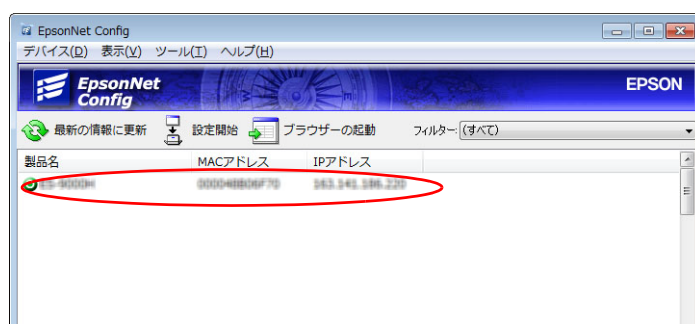 EpsonNet Config
デバイス(D) 表示(V) ツール(T) ヘルプ(H)
EpsonNet
Config
EPSON
最新の情報に更新 設定開始 ブラウザーの起動 フィルター: (すべて)
製品名 MACアドレス IPアドレス